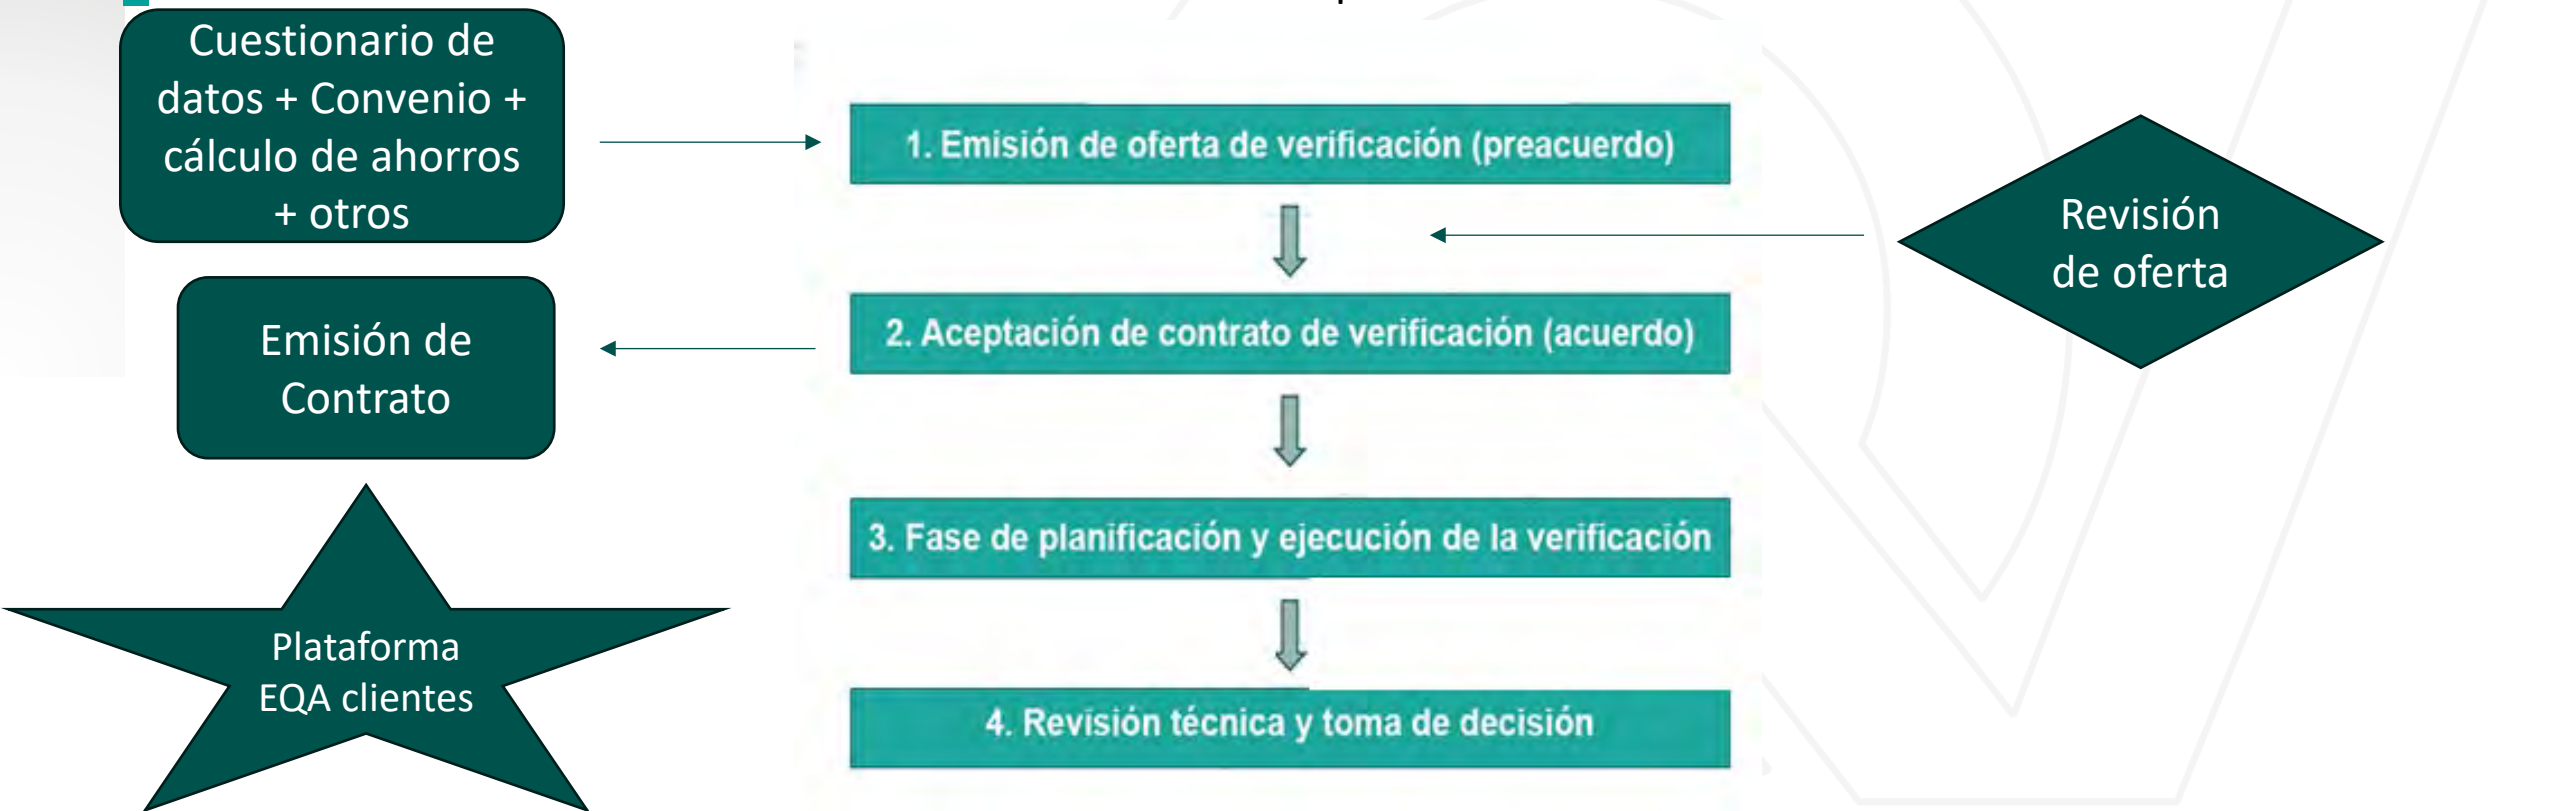 Cuestionario de
datos + Convenio +
cálculo de ahorros
+ otros
1. Emisión de oferta de verificación (preacuerdo)
Revisión
de oferta
2. Aceptación de contrato de verificación (acuerdo)
Emisión de
Contrato
3. Fase de planificación y ejecución de la verificación
Plataforma
EQA clientes
4. Revisión técnica y toma de decisión